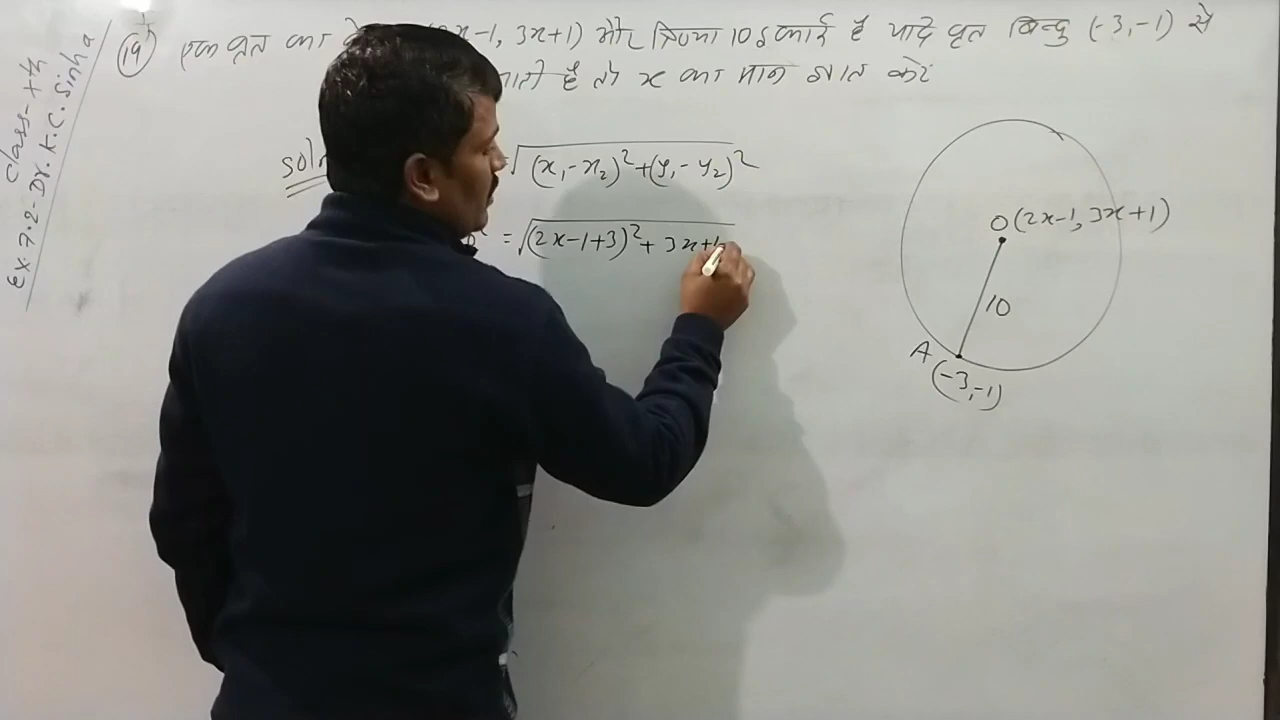 Class - Xth
Ex. 7.2 - Dr. K.C. Sinha
(19) एक वृत का x-1, 3x+1) और त्रिज्या 10 इकाई है यदि वृत बिन्दु (-3,-1) से
जाती है तो x का मान ज्ञात करें
soln
√(x₁-x₂)²+(y₁-y₂)²
= √(2x-1+3)²+ 3x+1
O(2x-1, 3x+1)
10
A
(-3,-1)